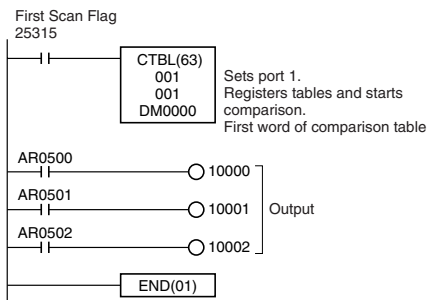 First Scan Flag
25315
CTBL(63)
001
001
DM0000
Sets port 1.
Registers tables and starts
comparison.
First word of comparison table
AR0500
10000
AR0501
10001
Output
AR0502
10002
END(01)